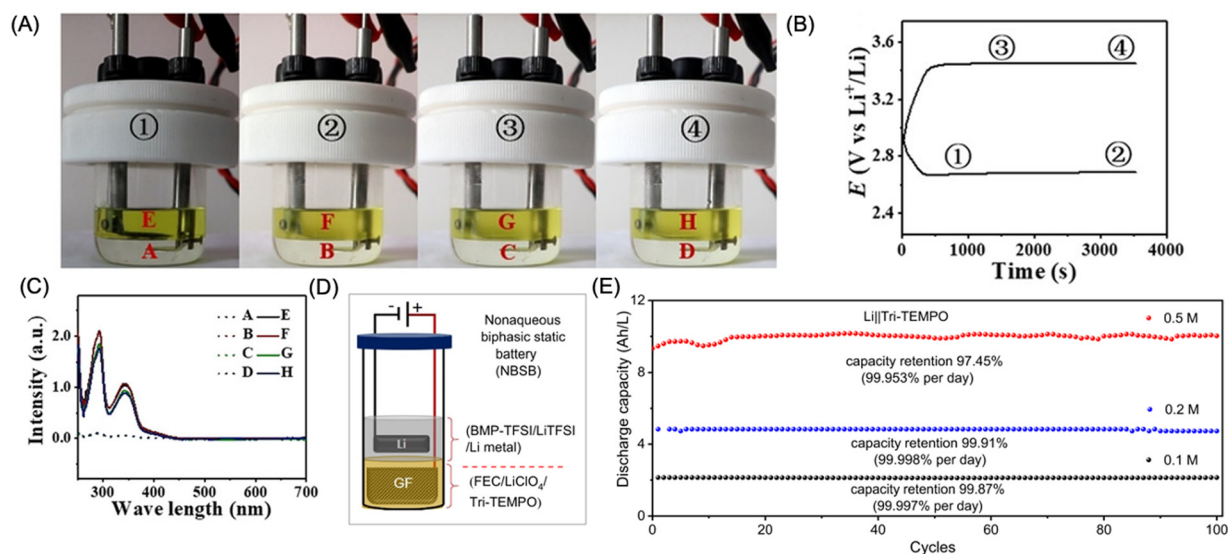 (A)
① ② ③ ④
E F G H
A B C D
(B)
E (V vs Li⁺/Li)
3.6
3.2
2.8
2.4
③ ④
① ②
0 1000 2000 3000 4000
Time (s)
(C)
Intensity (a.u.)
2.0
1.0
0.0
A E
B F
C G
D H
300 400 500 600 700
Wave length (nm)
(D)
- +
Nonaqueous
biphasic static
battery
(NBSB)
Li
(BMP-TFSI/LiTFSI
/Li metal)
GF
(FEC/LiClO₄/
Tri-TEMPO)
(E)
Discharge capacity (Ah/L)
12
8
4
0
Li||Tri-TEMPO
0.5 M
capacity retention 97.45%
(99.953% per day)
0.2 M
capacity retention 99.91%
(99.998% per day)
0.1 M
capacity retention 99.87%
(99.997% per day)
0 20 40 60 80 100
Cycles